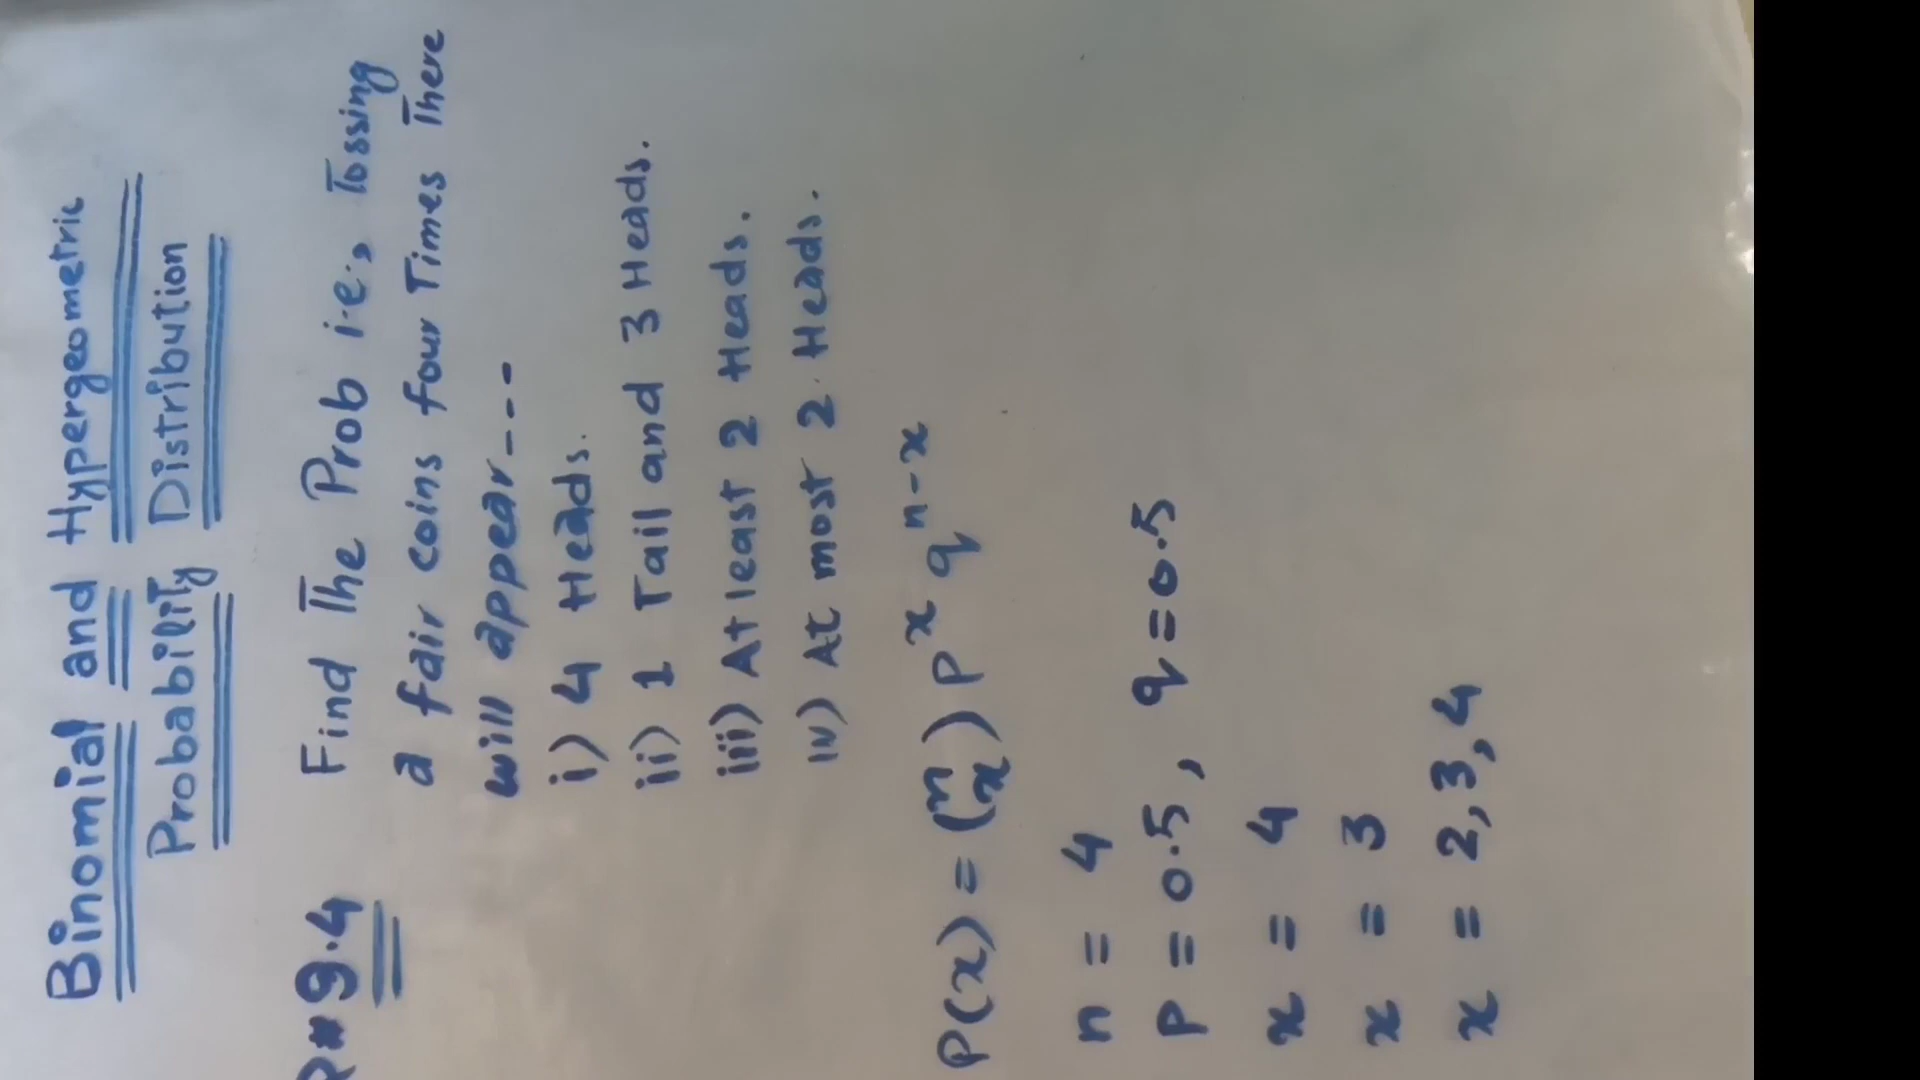 Binomial and Hypergeometric
Probability Distribution
9.4 Find The Prob i.e., Tossing
a fair coins four Times There
will appear----
i) 4 Heads.
ii) 1 Tail and 3 Heads.
iii) At least 2 Heads.
iv) At most 2. Heads.
P(x) = (n x) p^x q^n-x
n = 4
P = 0.5, q = 0.5
x = 4
x = 3
x = 2,3,4